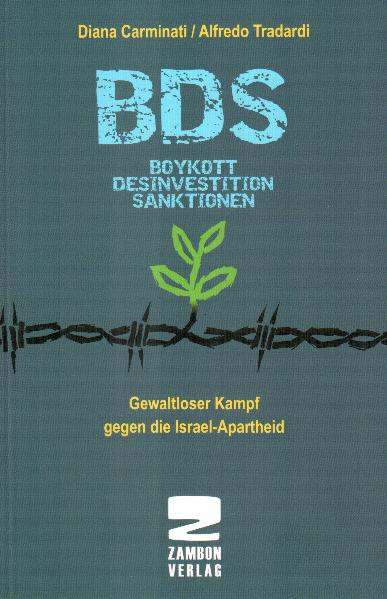 Diana Carminati / Alfredo Tradardi
BDS
BOYKOTT
DESINVESTITION
SANKTIONEN
Gewaltloser Kampf
gegen die Israel-Apartheid
Z
ZAMBON
VERLAG